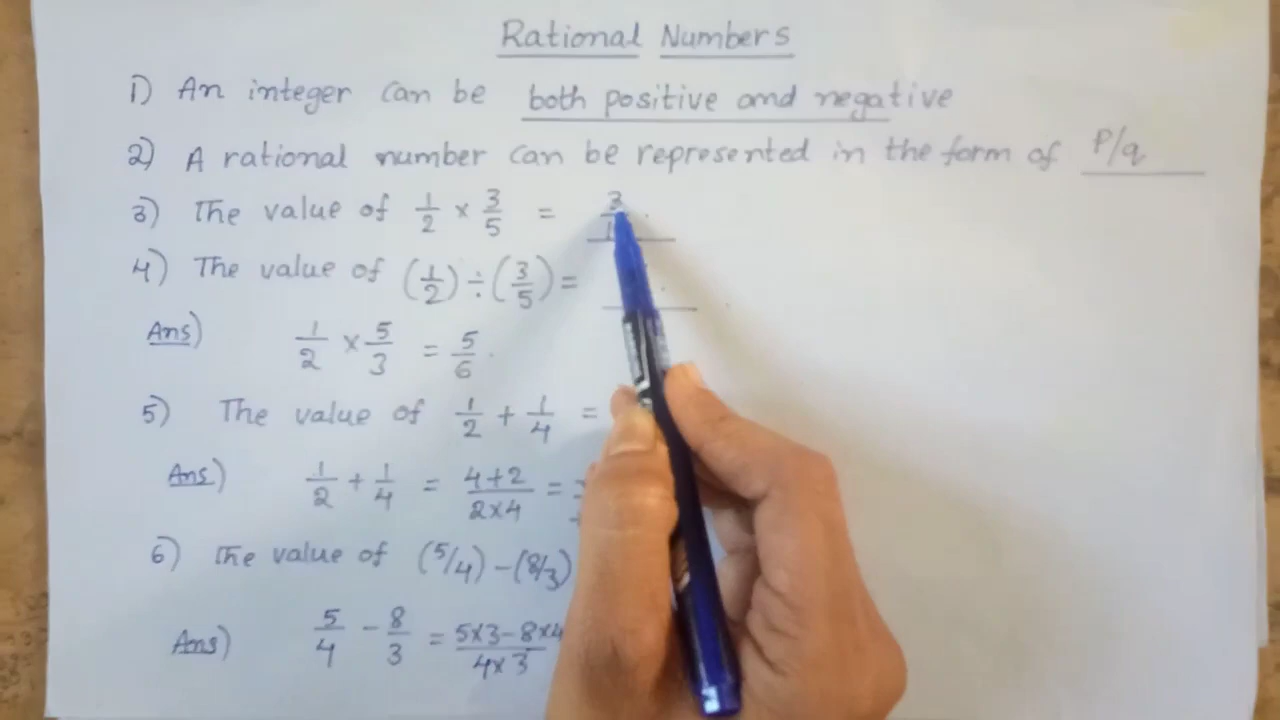 Rational Numbers
1) An integer can be both positive and negative
2) A rational number can be represented in the form of P/q
3) The value of 1/2 × 3/5 = 3/1
4) The value of (1/2) ÷ (3/5) =
Ans) 1/2 × 5/3 = 5/6.
5) The value of 1/2 + 1/4 =
Ans) 1/2 + 1/4 = 4+2/2×4 =
6) The value of (5/4) - (8/3)
Ans) 5/4 - 8/3 = 5×3-8×4/4×3